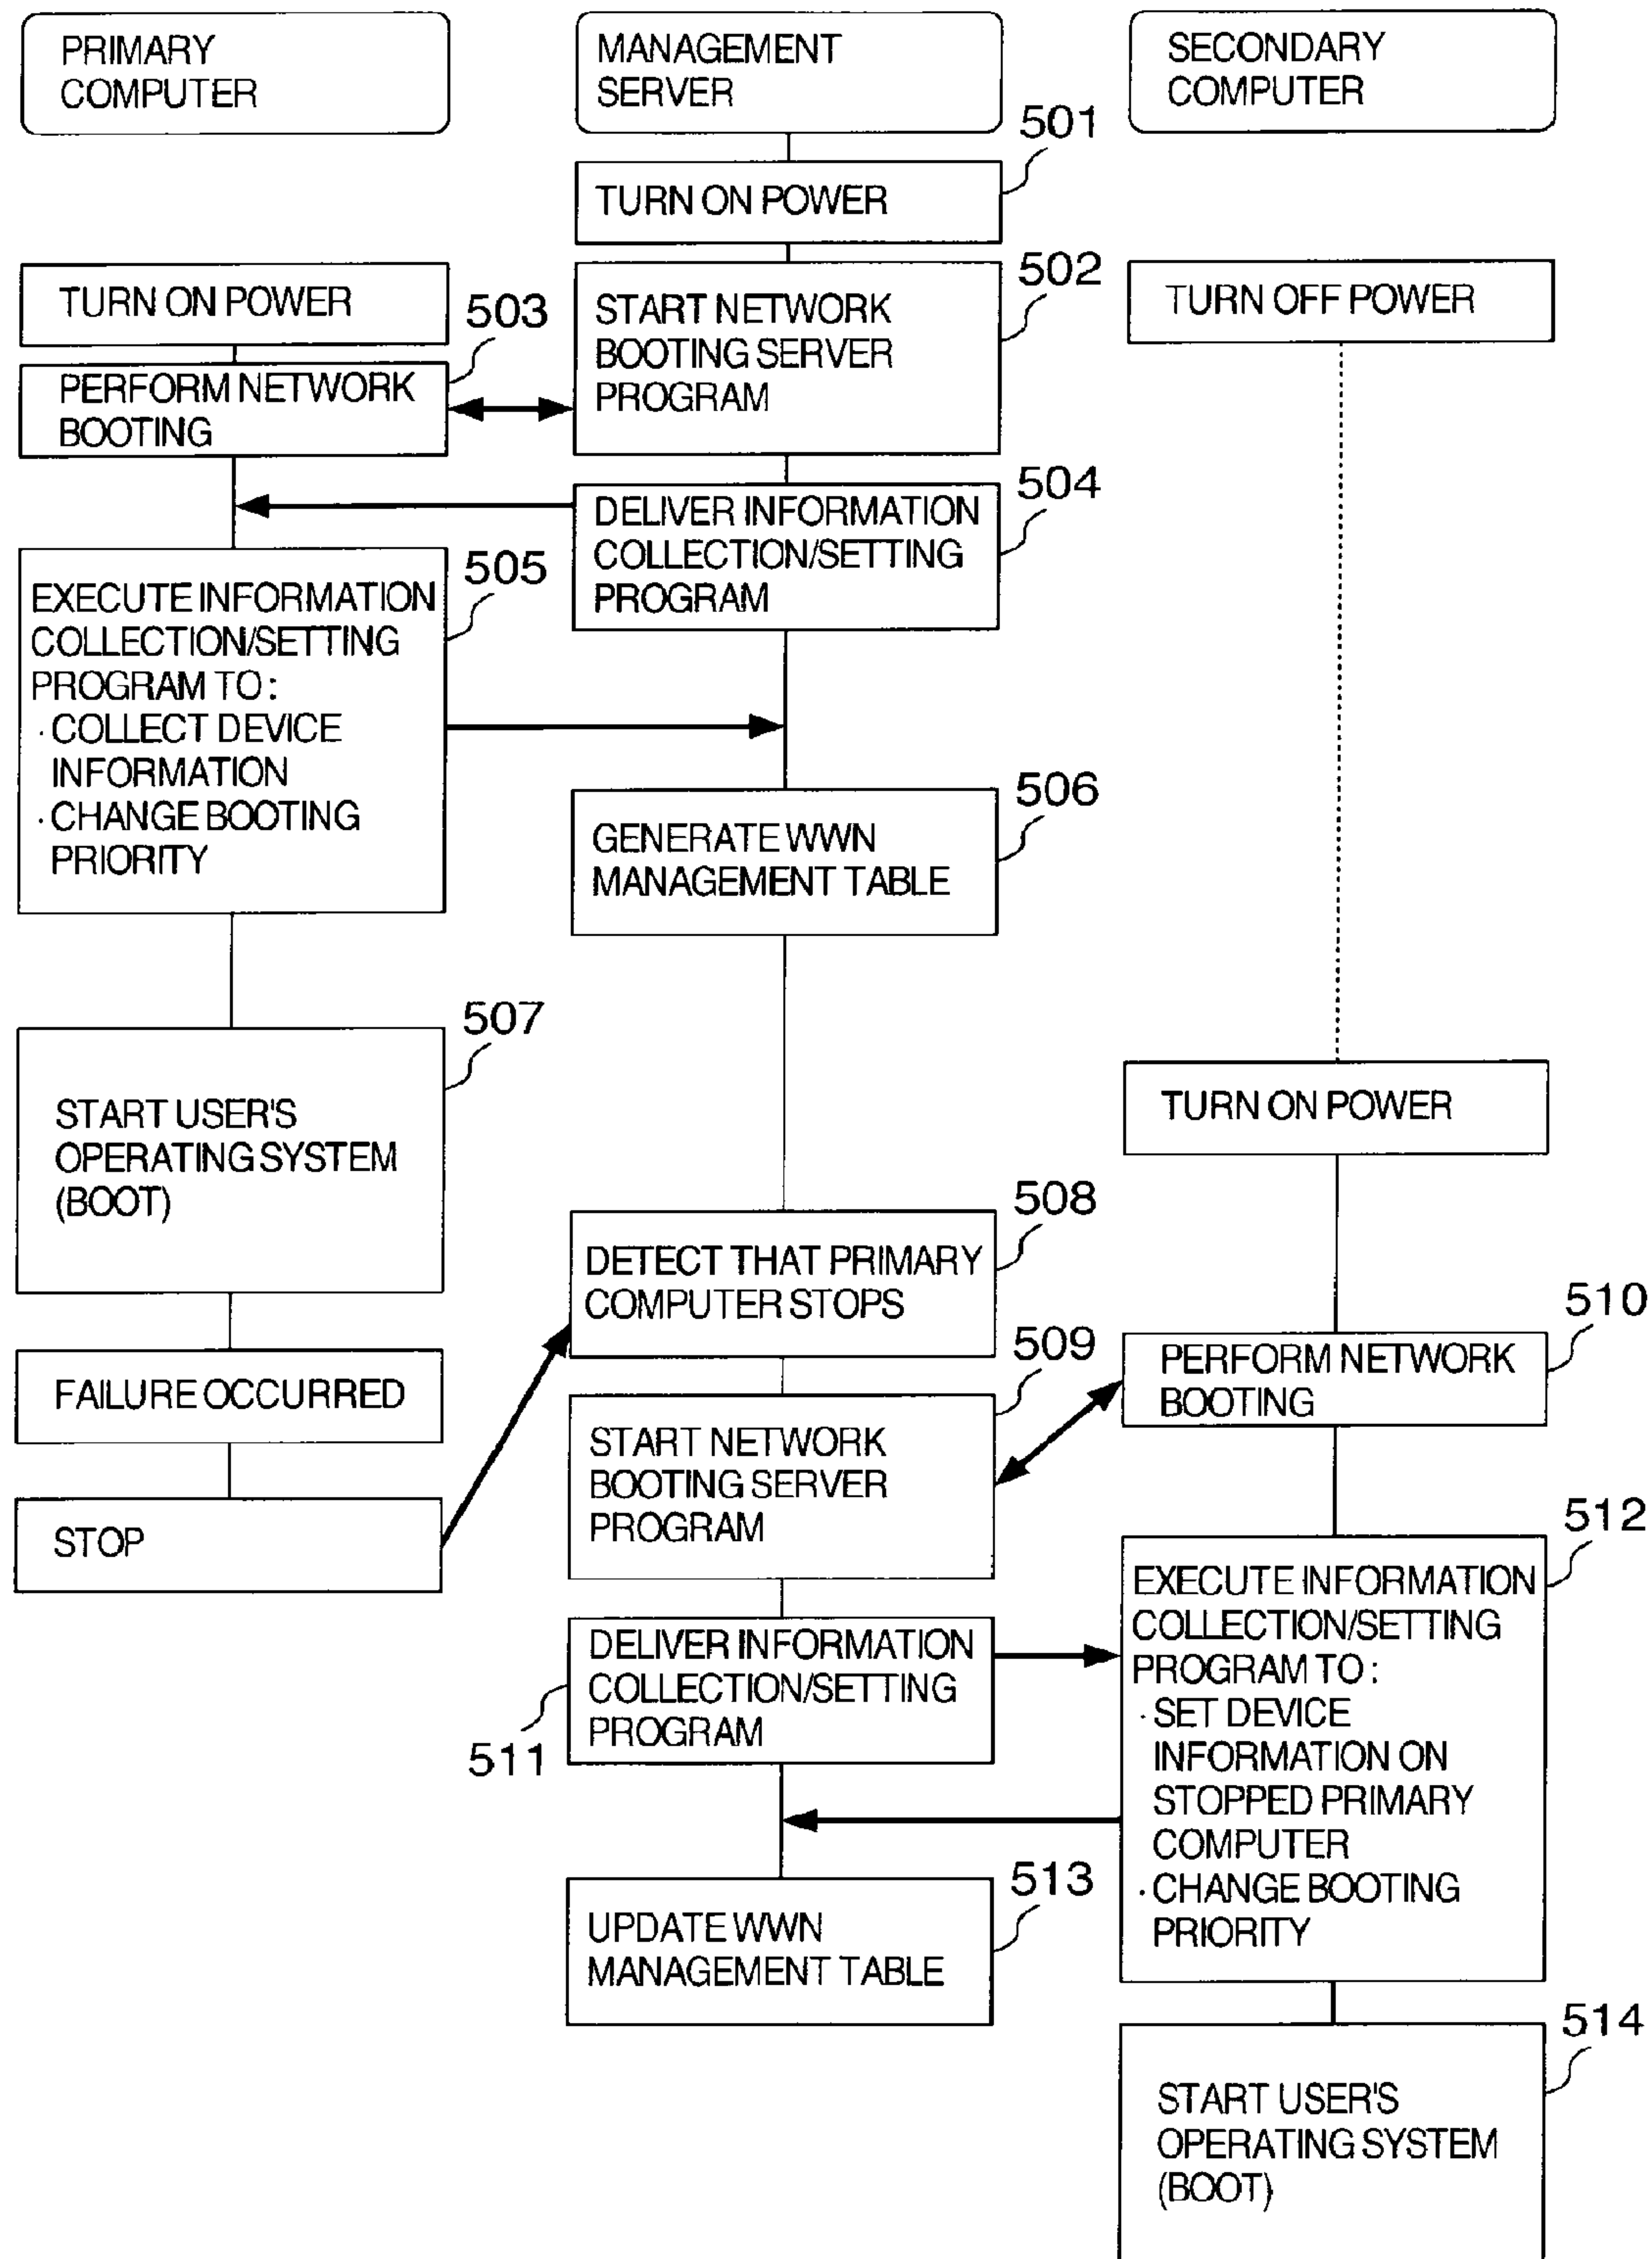 PRIMARY
COMPUTER
MANAGEMENT
SERVER
SECONDARY
COMPUTER
501
TURN ON POWER
502
START NETWORK
BOOTING SERVER
PROGRAM
TURN ON POWER
TURN OFF POWER
503
PERFORM NETWORK
BOOTING
504
DELIVER INFORMATION
COLLECTION/SETTING
PROGRAM
505
EXECUTE INFORMATION
COLLECTION/SETTING
PROGRAM TO:
· COLLECT DEVICE
INFORMATION
· CHANGE BOOTING
PRIORITY
506
GENERATE WWN
MANAGEMENT TABLE
507
START USER'S
OPERATING SYSTEM
(BOOT)
TURN ON POWER
508
DETECT THAT PRIMARY
COMPUTER STOPS
FAILURE OCCURRED
STOP
509
START NETWORK
BOOTING SERVER
PROGRAM
510
PERFORM NETWORK
BOOTING
511
DELIVER INFORMATION
COLLECTION/SETTING
PROGRAM
512
EXECUTE INFORMATION
COLLECTION/SETTING
PROGRAM TO:
· SET DEVICE
INFORMATION ON
STOPPED PRIMARY
COMPUTER
· CHANGE BOOTING
PRIORITY
513
UPDATE WWN
MANAGEMENT TABLE
514
START USER'S
OPERATING SYSTEM
(BOOT)